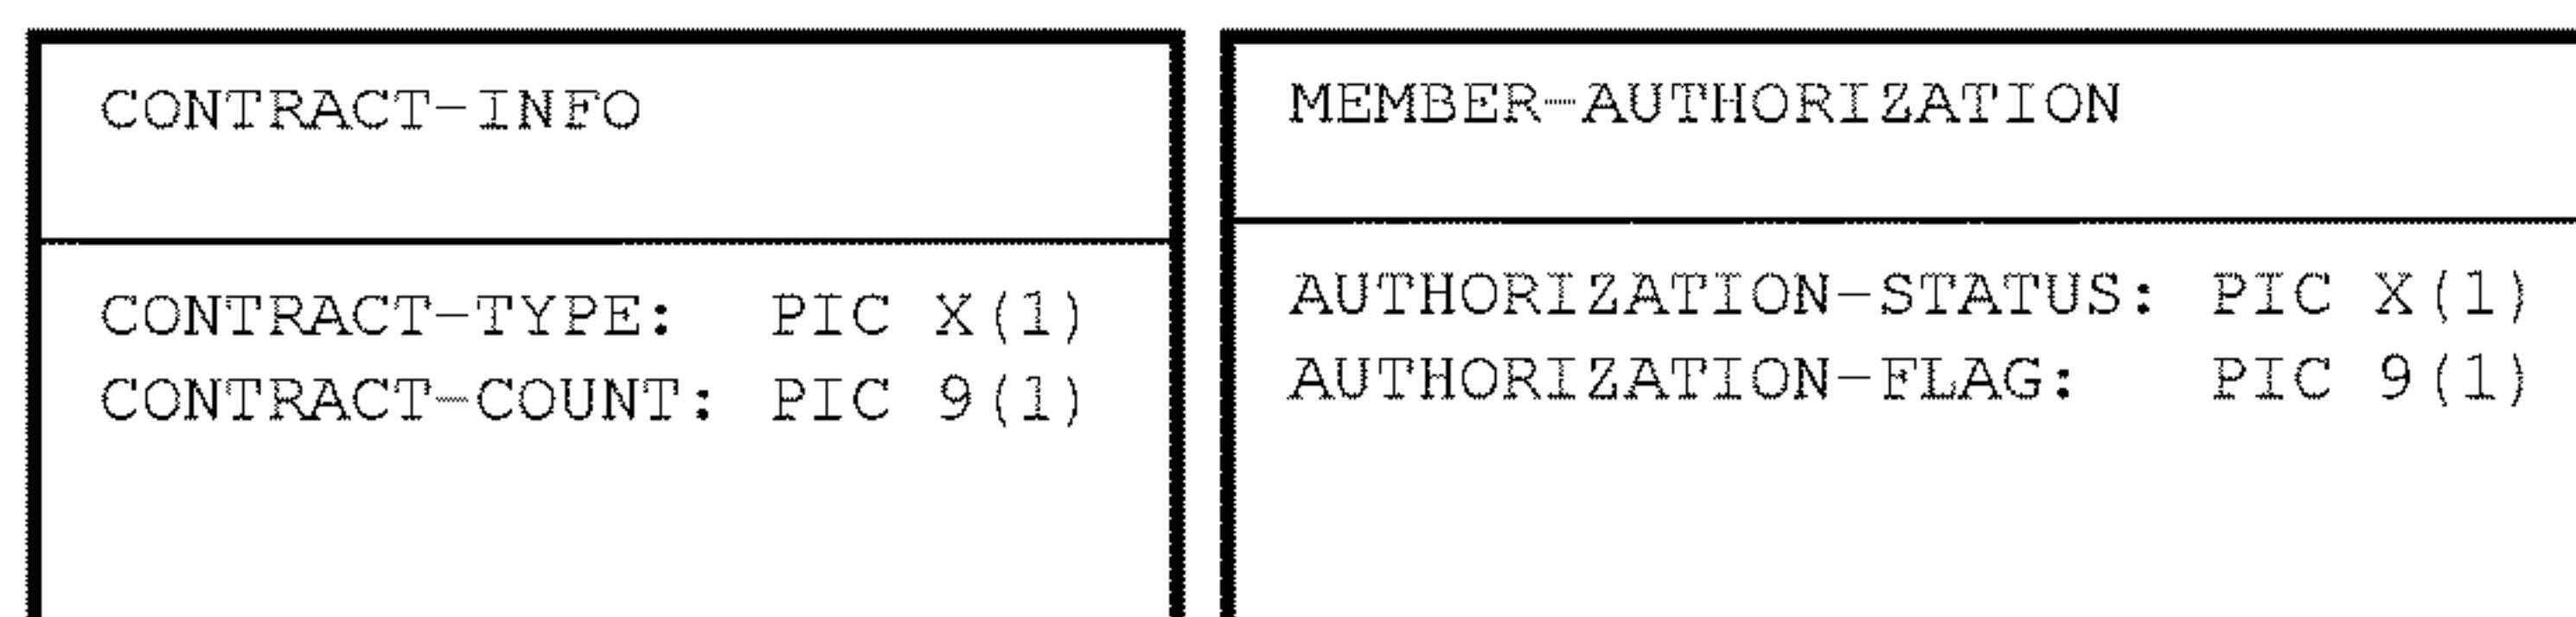 CONTRACT-INFO
CONTRACT-TYPE: PIC X(1)
CONTRACT-COUNT: PIC 9(1)
MEMBER-AUTHORIZATION
AUTHORIZATION-STATUS: PIC X(1)
AUTHORIZATION-FLAG: PIC 9(1)